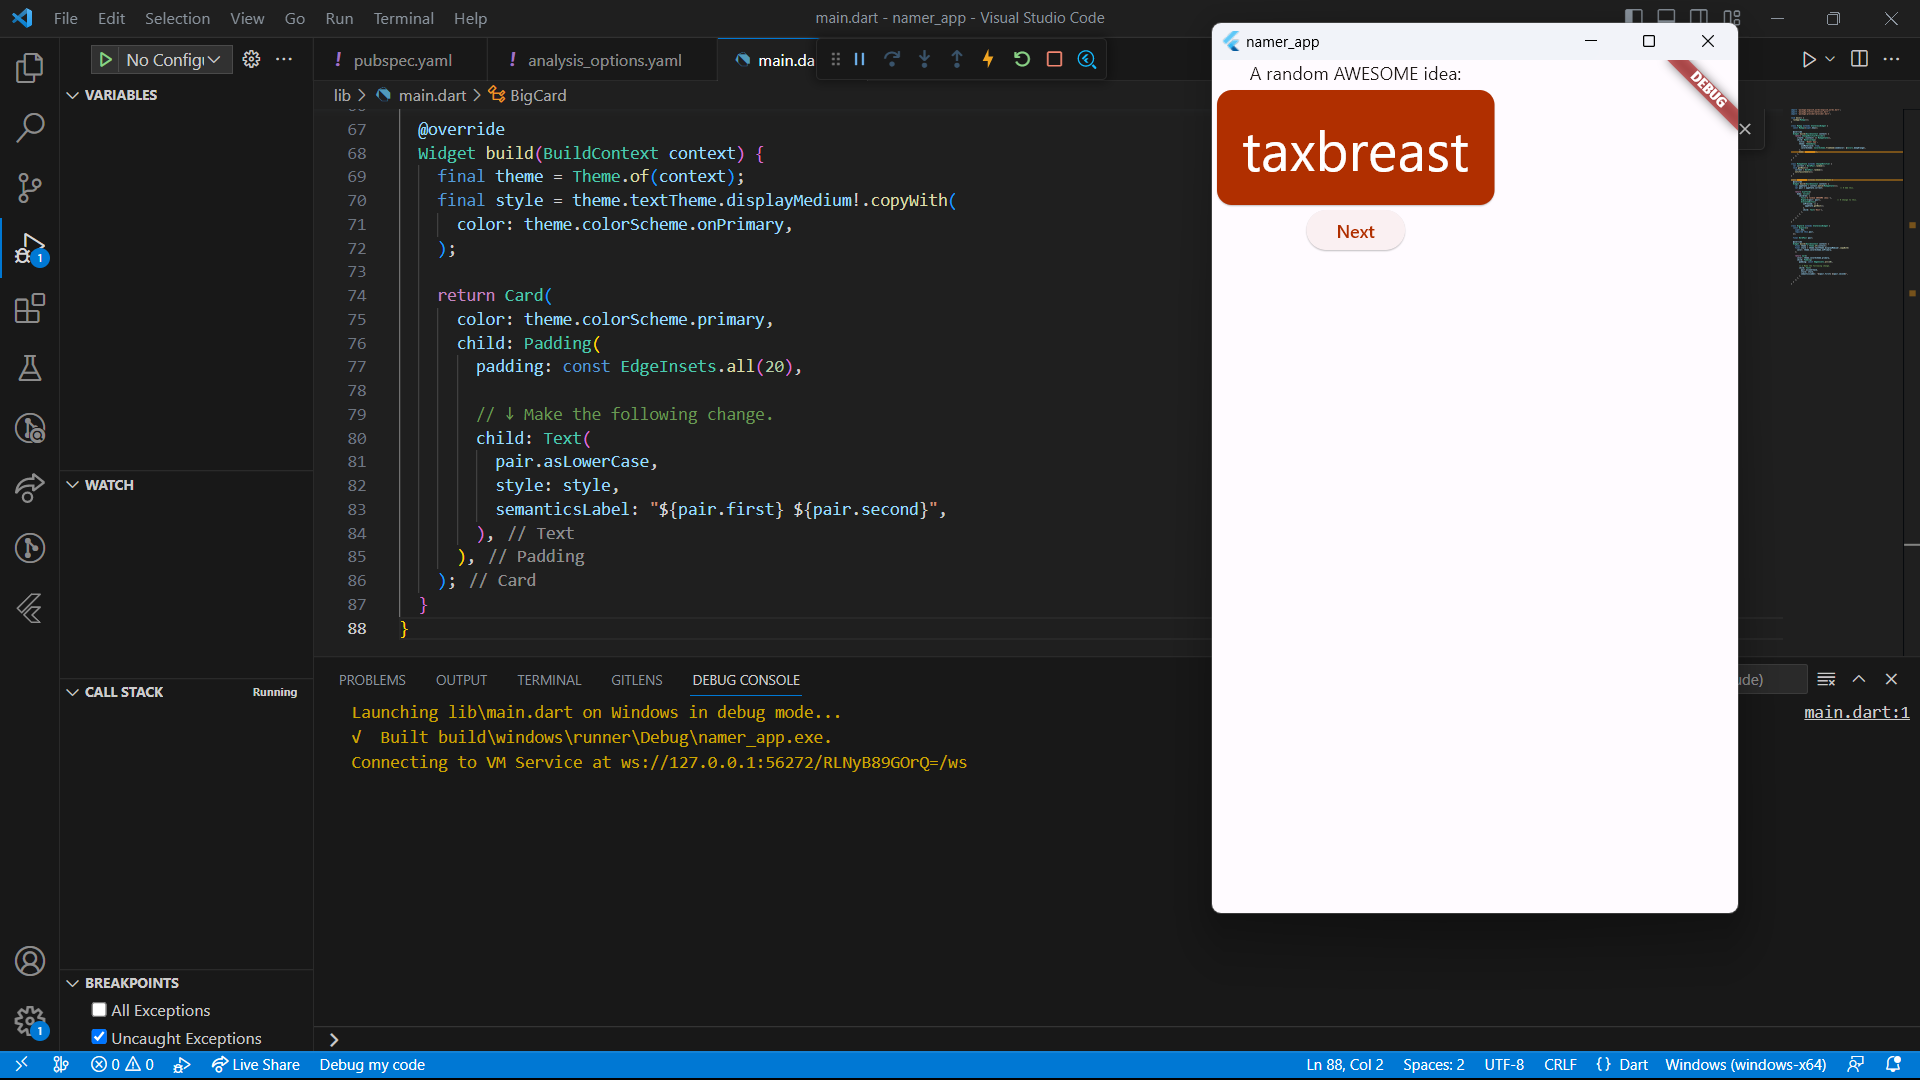 File Edit Selection View Go Run Terminal Help
main.dart - namer_app - Visual Studio Code
No Config
! pubspec.yaml
! analysis_options.yaml
main.da
VARIABLES
lib > main.dart > BigCard
67 @override
68 Widget build(BuildContext context) {
69 final theme = Theme.of(context);
70 final style = theme.textTheme.displayMedium!.copyWith(
71 color: theme.colorScheme.onPrimary,
72 );
73
74 return Card(
75 color: theme.colorScheme.primary,
76 child: Padding(
77 padding: const EdgeInsets.all(20),
78
79 // ↓ Make the following change.
80 child: Text(
81 pair.asLowerCase,
82 style: style,
83 semanticsLabel: "${pair.first} ${pair.second}",
84 ), // Text
85 ), // Padding
86 ); // Card
87 }
88 }
WATCH
CALL STACK
Running
BREAKPOINTS
All Exceptions
Uncaught Exceptions
1
1
namer_app
A random AWESOME idea:
DEBUG
taxbreast
Next
PROBLEMS OUTPUT TERMINAL GITLENS DEBUG CONSOLE
ude)
Launching lib\main.dart on Windows in debug mode...
main.dart:1
√ Built build\windows\runner\Debug\namer_app.exe.
Connecting to VM Service at ws://127.0.0.1:56272/RLNyB89GOrQ=/ws
>
0 0 Live Share Debug my code
Ln 88, Col 2 Spaces: 2 UTF-8 CRLF {} Dart Windows (windows-x64)